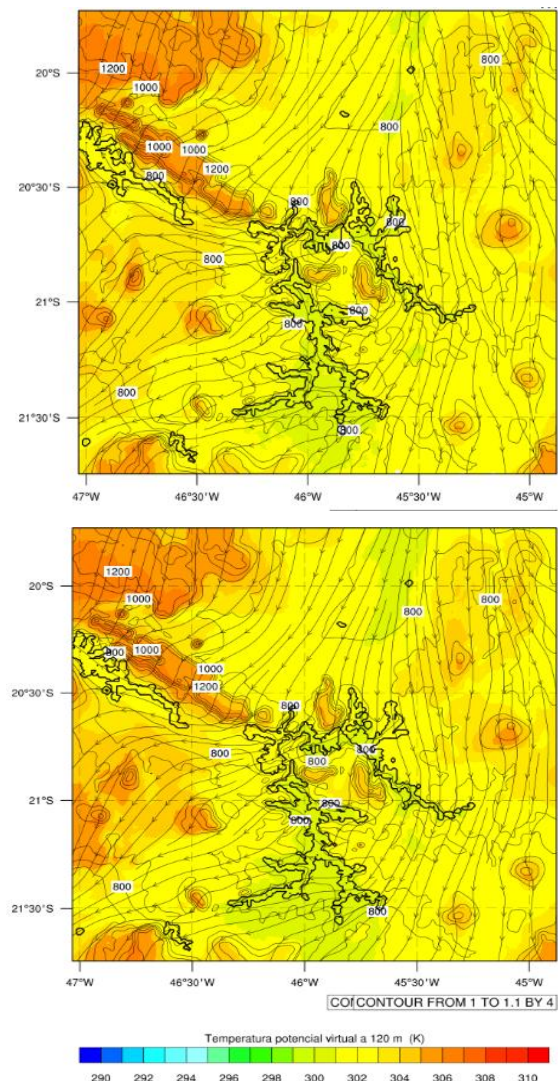 800
20°S
1200
1000
800
1000
1000
20°30'S
800
1200
800
800
800
800
21°S
800
800
800
21°30'S
800
47°W
46°30'W
46°W
45°30'W
45°W
20°S
1200
1000
800
800
800
1000
1000
20°30'S
1200
800
800
800
800
21°S
800
800
800
21°30'S
800
47°W
46°30'W
46°W
45°30'W
45°W
CONTOUR FROM 1 TO 1.1 BY 4
Temperatura potencial virtual a 120 m (K)
290 292 294 296 298 300 302 304 306 308 310